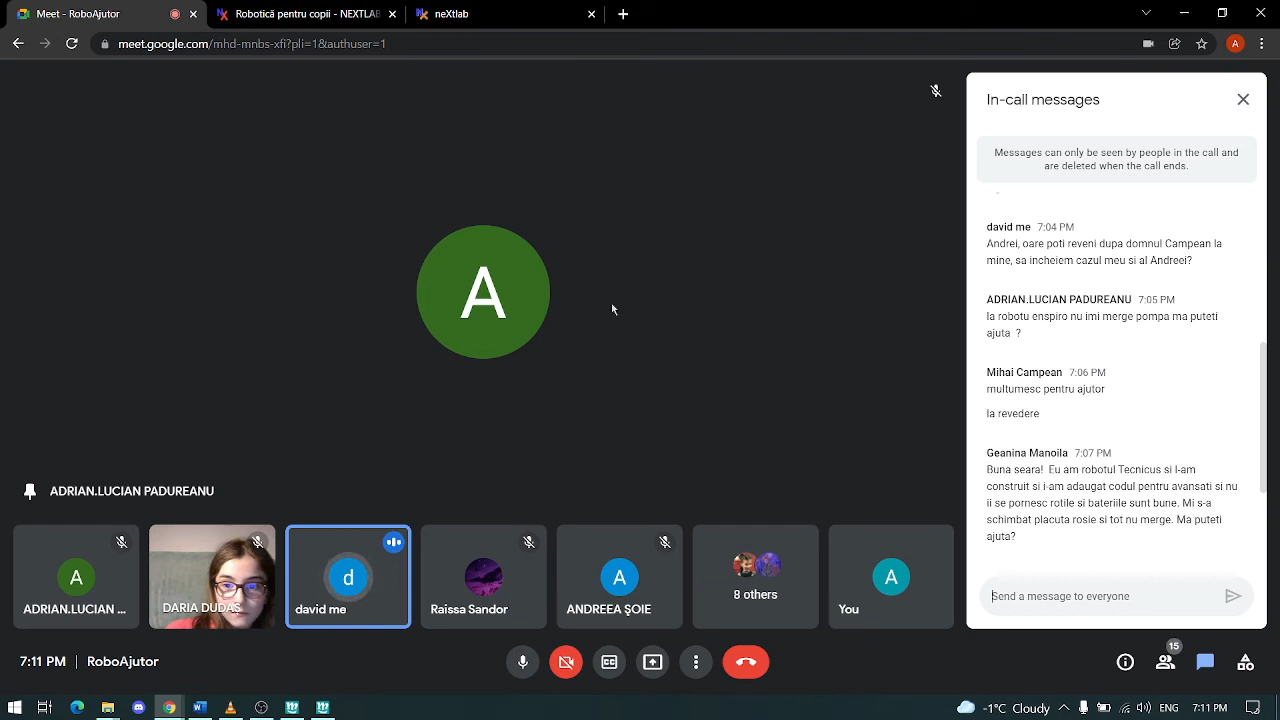 Meet - RoboAjutor
Robotică pentru copii - NEXTLAB
neXtlab
meet.google.com/mhd-mnbs-xfi?pli=1&authuser=1
A
In-call messages
Messages can only be seen by people in the call and
are deleted when the call ends.
david me 7:04 PM
Andrei, oare poti reveni dupa domnul Campean la
mine, sa incheiem cazul meu si al Andreei?
ADRIAN.LUCIAN PADUREANU 7:05 PM
la robotu enspiro nu imi merge pompa ma puteti
ajuta ?
Mihai Campean 7:06 PM
multumesc pentru ajutor
la revedere
Geanina Manoila 7:07 PM
Buna seara! Eu am robotul Tecnicus si l-am
construit si i-am adaugat codul pentru avansati si nu
ii se pornesc rotile si bateriile sunt bune. Mi s-a
schimbat placuta rosie si tot nu merge. Ma puteti
ajuta?
Send a message to everyone
A
ADRIAN.LUCIAN PADUREANU
A
ADRIAN.LUCIAN ...
DARIA DUDAS
d
david me
Raissa Sandor
A
ANDREEA ȘOIE
8 others
A
You
7:11 PM | RoboAjutor
CC
15
W
-1°C Cloudy
ENG
7:11 PM